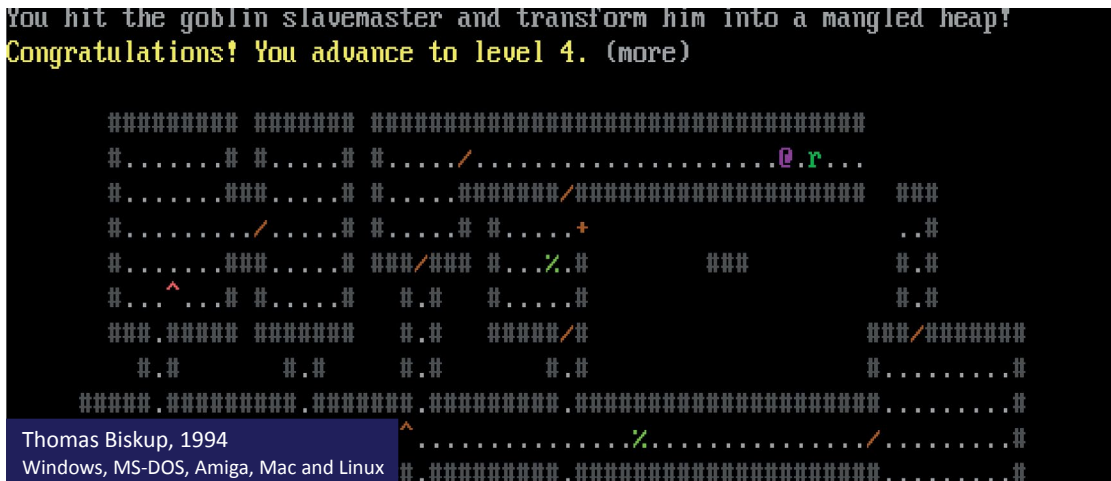 You hit the goblin slavemaster and transform him into a mangled heap!
Congratulations! You advance to level 4. (more)
######### ####### ##################################
#.......# #.....# #...../.....................@.r...
#.......###.....# #.....#######/#################### ###
#........./.....# #.....# #.....+ ..#
#.......###.....# ###/### #...%.# ### #.#
#...^...# #.....# #.# #.....# #.#
###.##### ####### #.# #####/# ###/#######
#.# #.# #.# #.# #.........#
#####.#########.#######.#########.#####################.........#
^...............%.............../.........#
#.#########.#####################.........#
Thomas Biskup, 1994
Windows, MS-DOS, Amiga, Mac and Linux